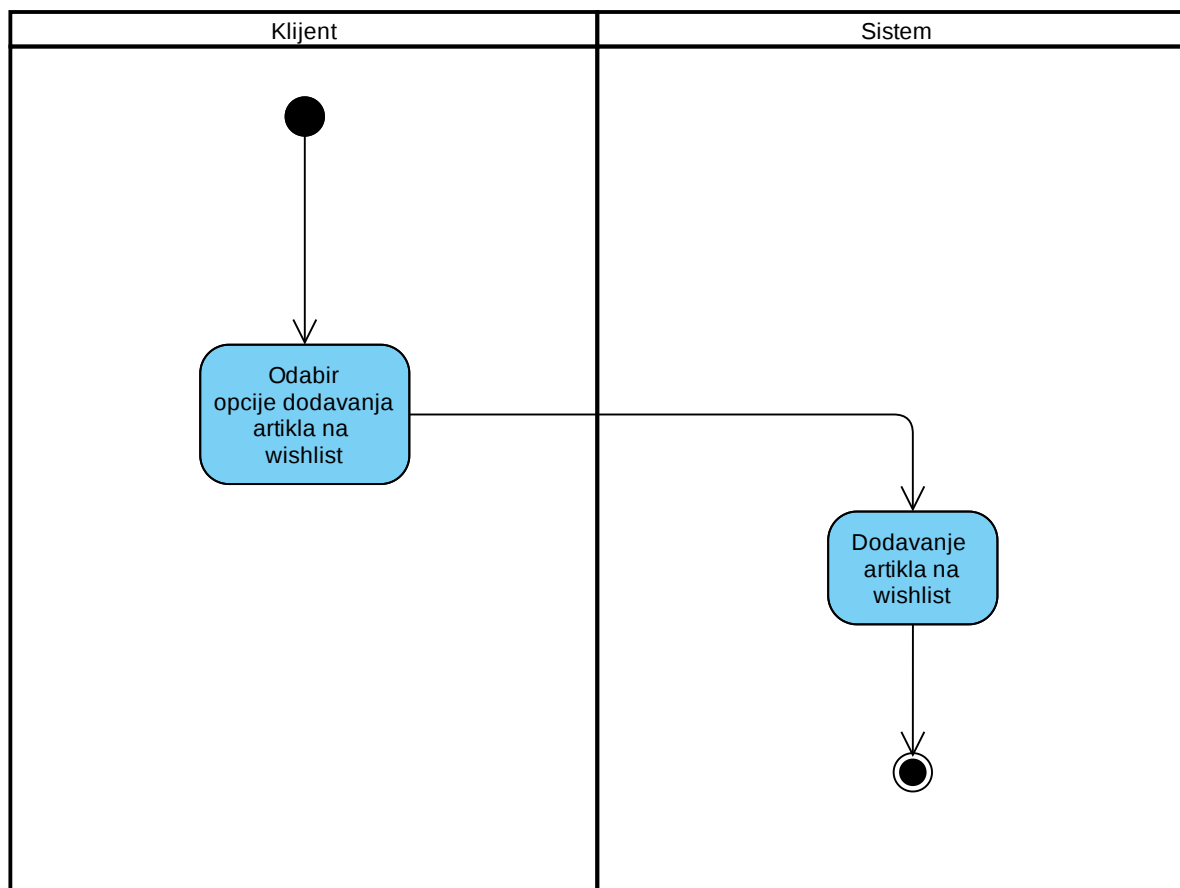 Klijent
Sistem
Odabir
opcije dodavanja
artikla na
wishlist
Dodavanje
artikla na
wishlist